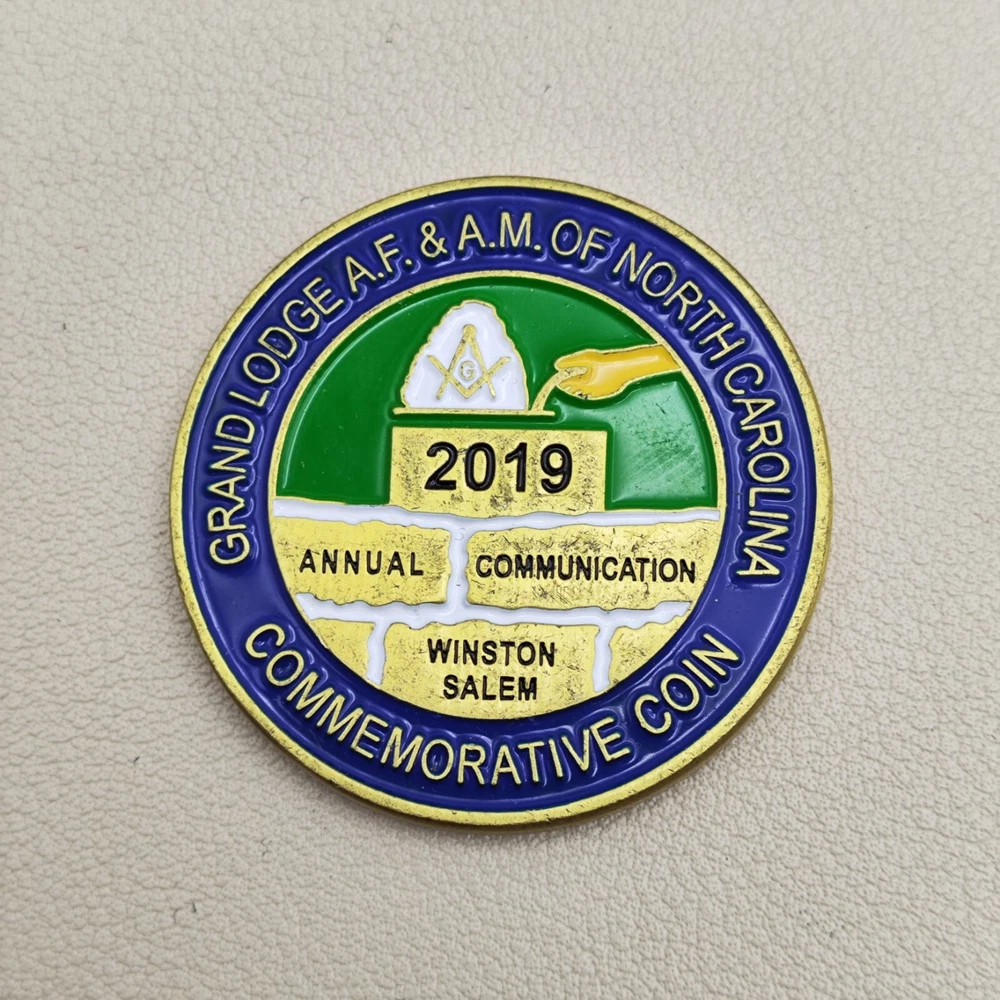 GRAND LODGE A.F. & A.M. OF NORTH CAROLINA
G
2019
ANNUAL COMMUNICATION
WINSTON
SALEM
COMMEMORATIVE COIN